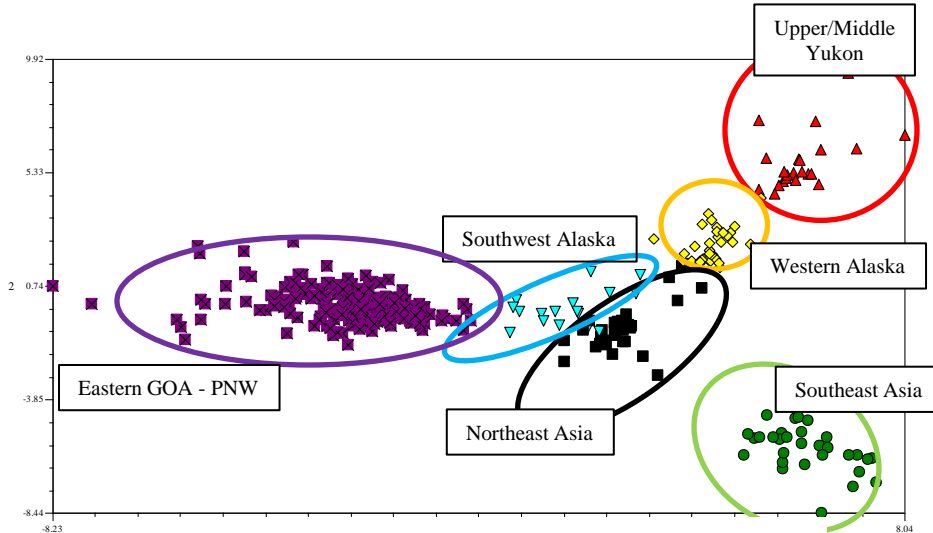 Upper/Middle
Yukon
9.92
5.33
Southwest Alaska
Western Alaska
2
0.74
Eastern GOA - PNW
Southeast Asia
-3.85
Northeast Asia
-8.44
-8.23
8.04